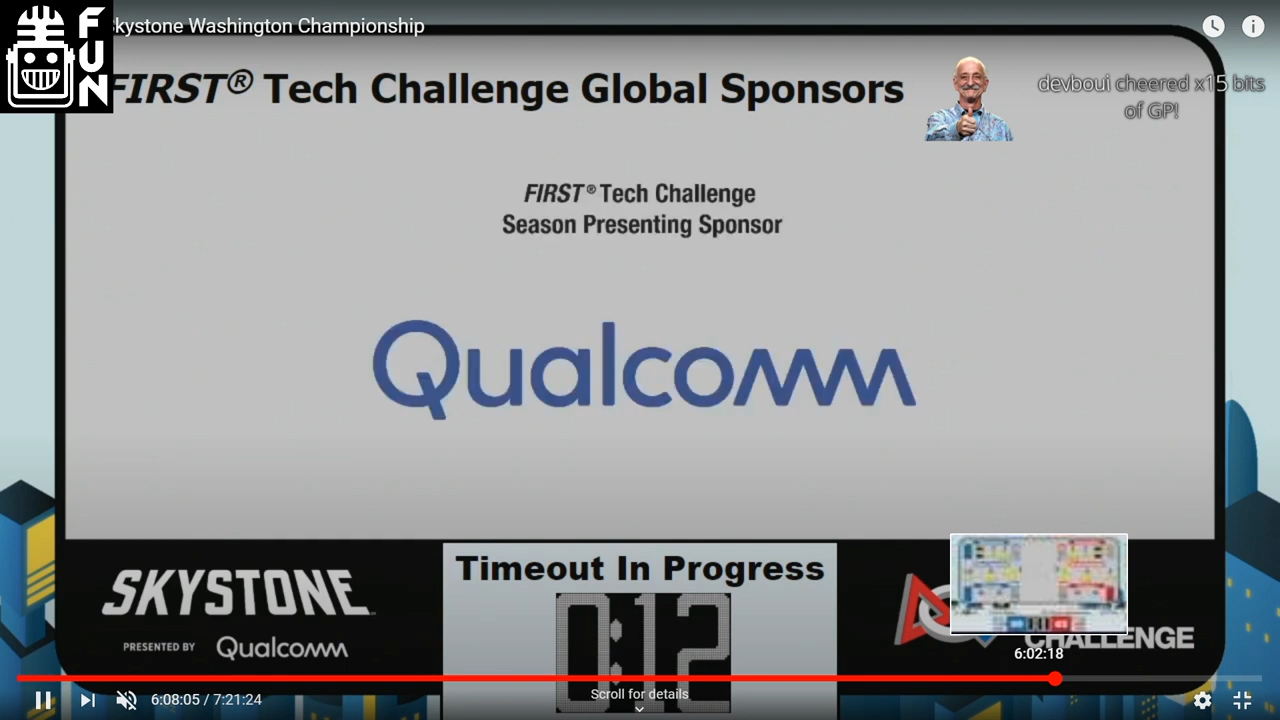 FUN
Skystone Washington Championship
FIRST® Tech Challenge Global Sponsors
devboui cheered x15 bits
of GP!
FIRST® Tech Challenge
Season Presenting Sponsor
Qualcomm
SKYSTONE
PRESENTED BY Qualcomm
Timeout In Progress
0:12
CHALLENGE
6:02:18
6:08:05 / 7:21:24
Scroll for details